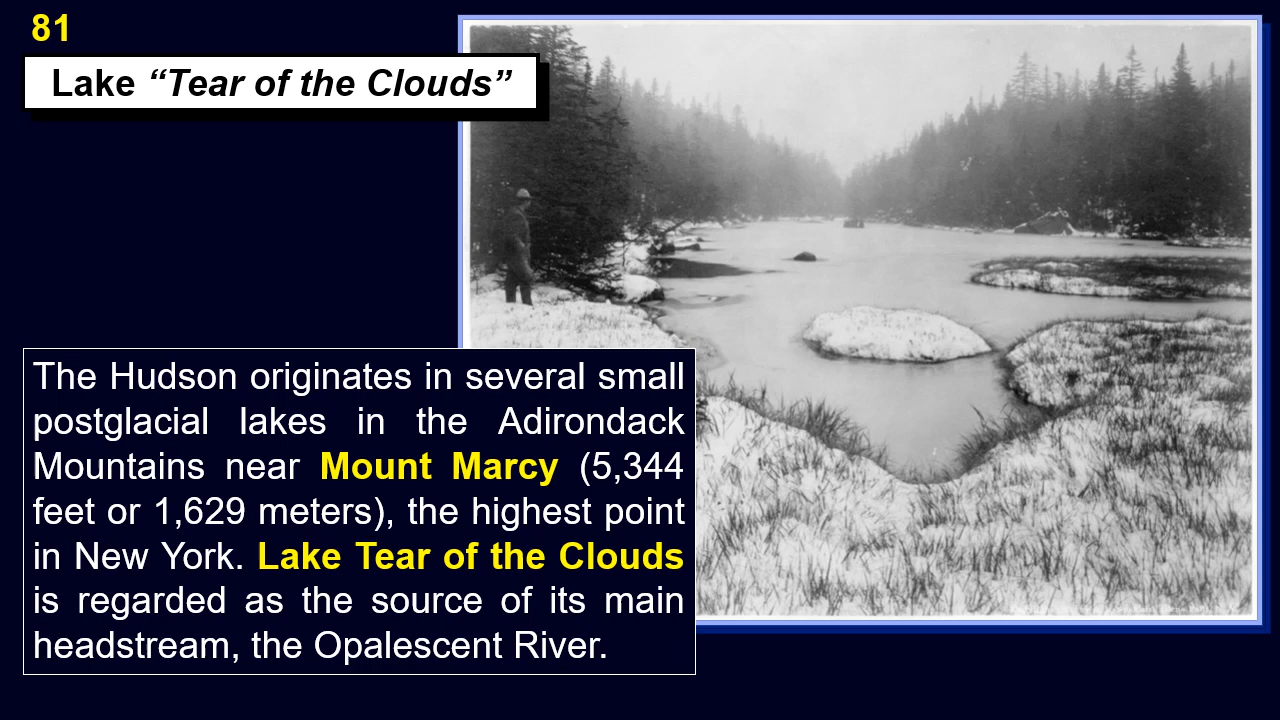 81
Lake “Tear of the Clouds”
The Hudson originates in several small
postglacial lakes in the Adirondack
Mountains near Mount Marcy (5,344
feet or 1,629 meters), the highest point
in New York. Lake Tear of the Clouds
is regarded as the source of its main
headstream, the Opalescent River.